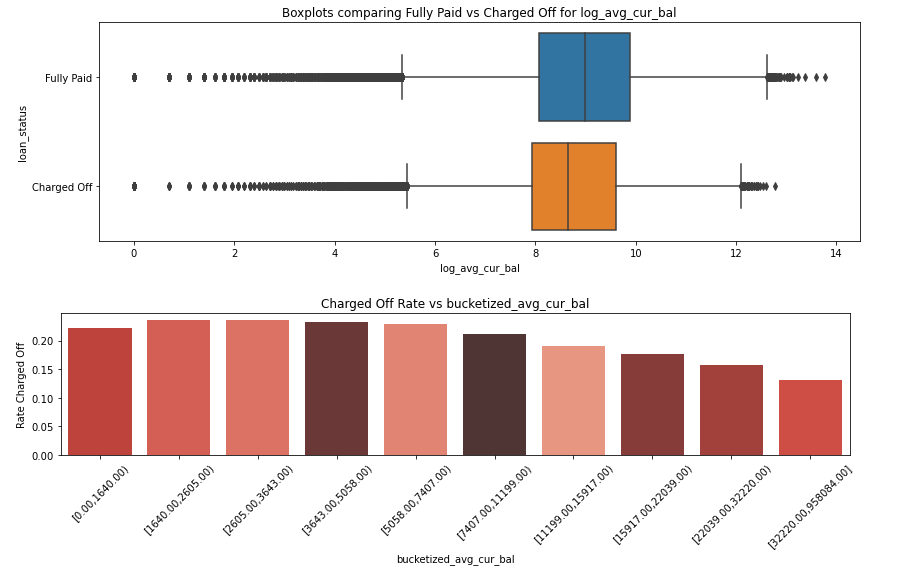 Boxplots comparing Fully Paid vs Charged Off for log_avg_cur_bal
loan_status
Fully Paid
Charged Off
0 2 4 6 8 10 12 14
log_avg_cur_bal
Charged Off Rate vs bucketized_avg_cur_bal
Rate Charged Off
0.20
0.15
0.10
0.05
0.00
[0.00,1640.00)
[1640.00,2605.00)
[2605.00,3643.00)
[3643.00,5058.00)
[5058.00,7407.00)
[7407.00,11199.00)
[11199.00,15917.00)
[15917.00,22039.00)
[22039.00,32220.00)
[32220.00,958084.00]
bucketized_avg_cur_bal